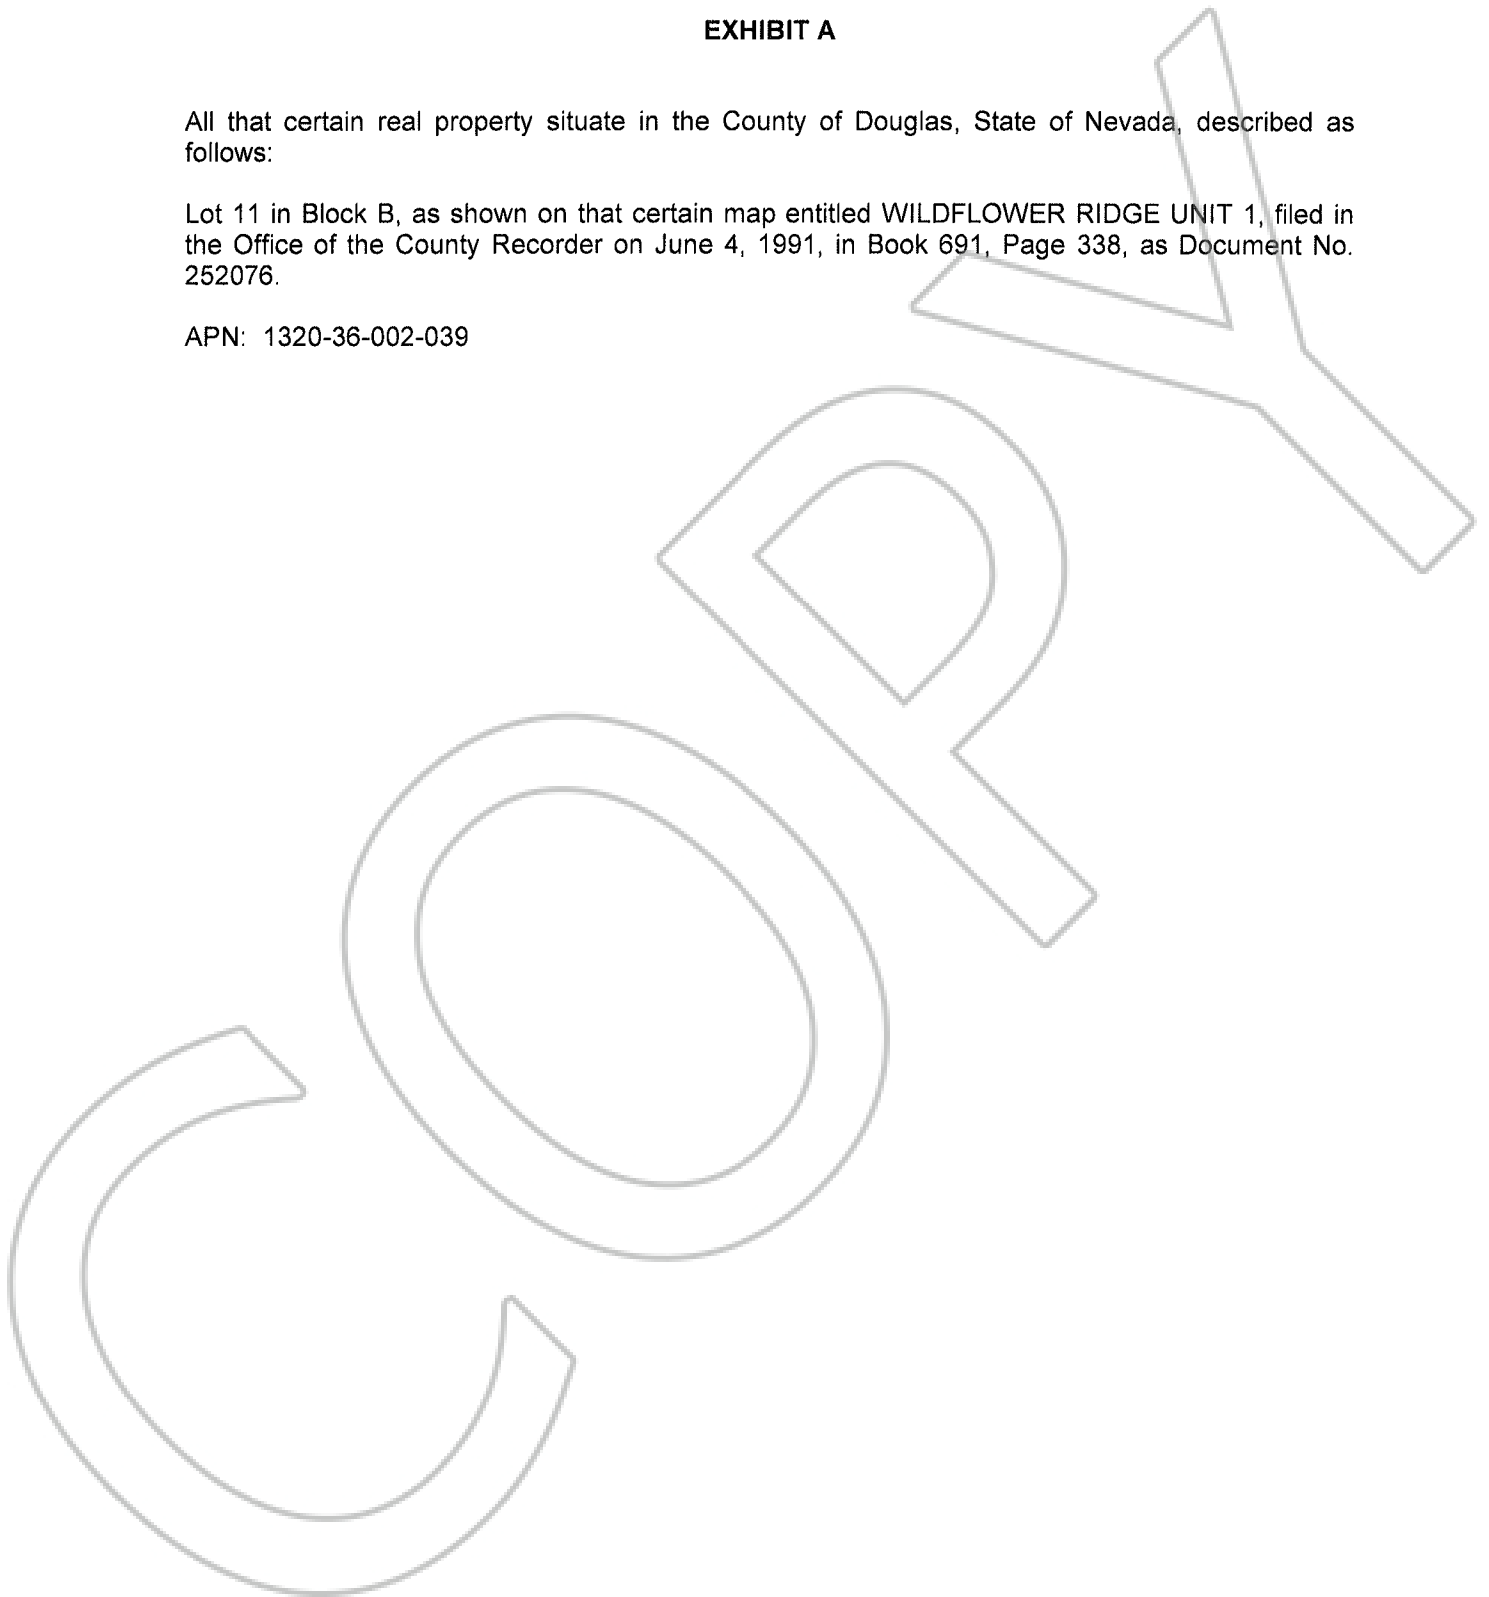 EXHIBIT A
All that certain real property situate in the County of Douglas, State of Nevada, described as
follows:
Lot 11 in Block B, as shown on that certain map entitled WILDFLOWER RIDGE UNIT 1, filed in
the Office of the County Recorder on June 4, 1991, in Book 691, Page 338, as Document No.
252076.
APN: 1320-36-002-039
COPY